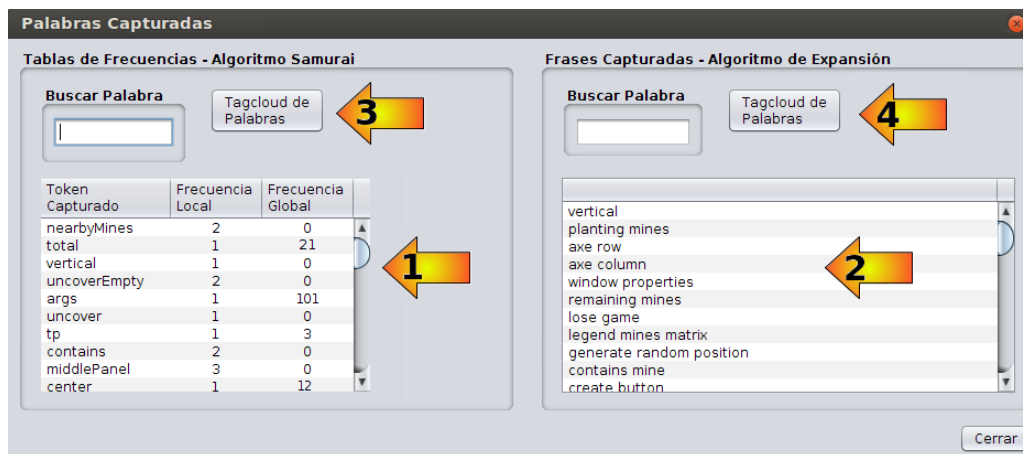 Palabras Capturadas
Tablas de Frecuencias - Algoritmo Samurai
Buscar Palabra
Tagcloud de
Palabras
3
Token Capturado Frecuencia Local Frecuencia Global
nearbyMines 2 0
total 1 21
vertical 1 0
uncoverEmpty 2 0
args 1 101
uncover 1 0
tp 1 3
contains 2 0
middlePanel 3 0
center 1 12
1
Frases Capturadas - Algoritmo de Expansión
Buscar Palabra
Tagcloud de
Palabras
4
vertical
planting mines
axe row
axe column
window properties
remaining mines
lose game
legend mines matrix
generate random position
contains mine
create button
2
Cerrar